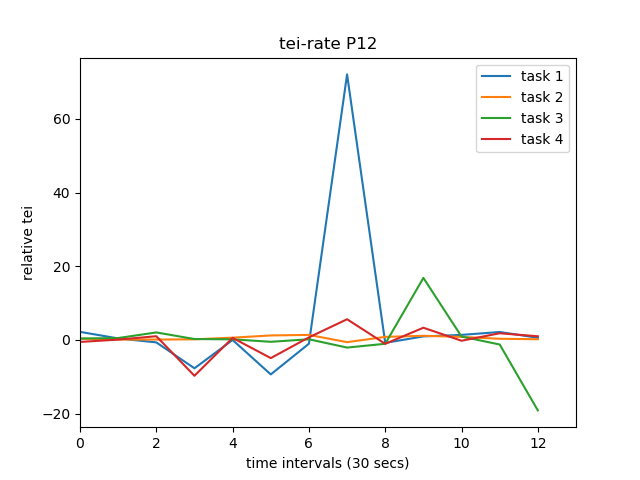 tei-rate P12
task 1
task 2
task 3
task 4
relative tei
60
40
20
0
−20
0 2 4 6 8 10 12
time intervals (30 secs)